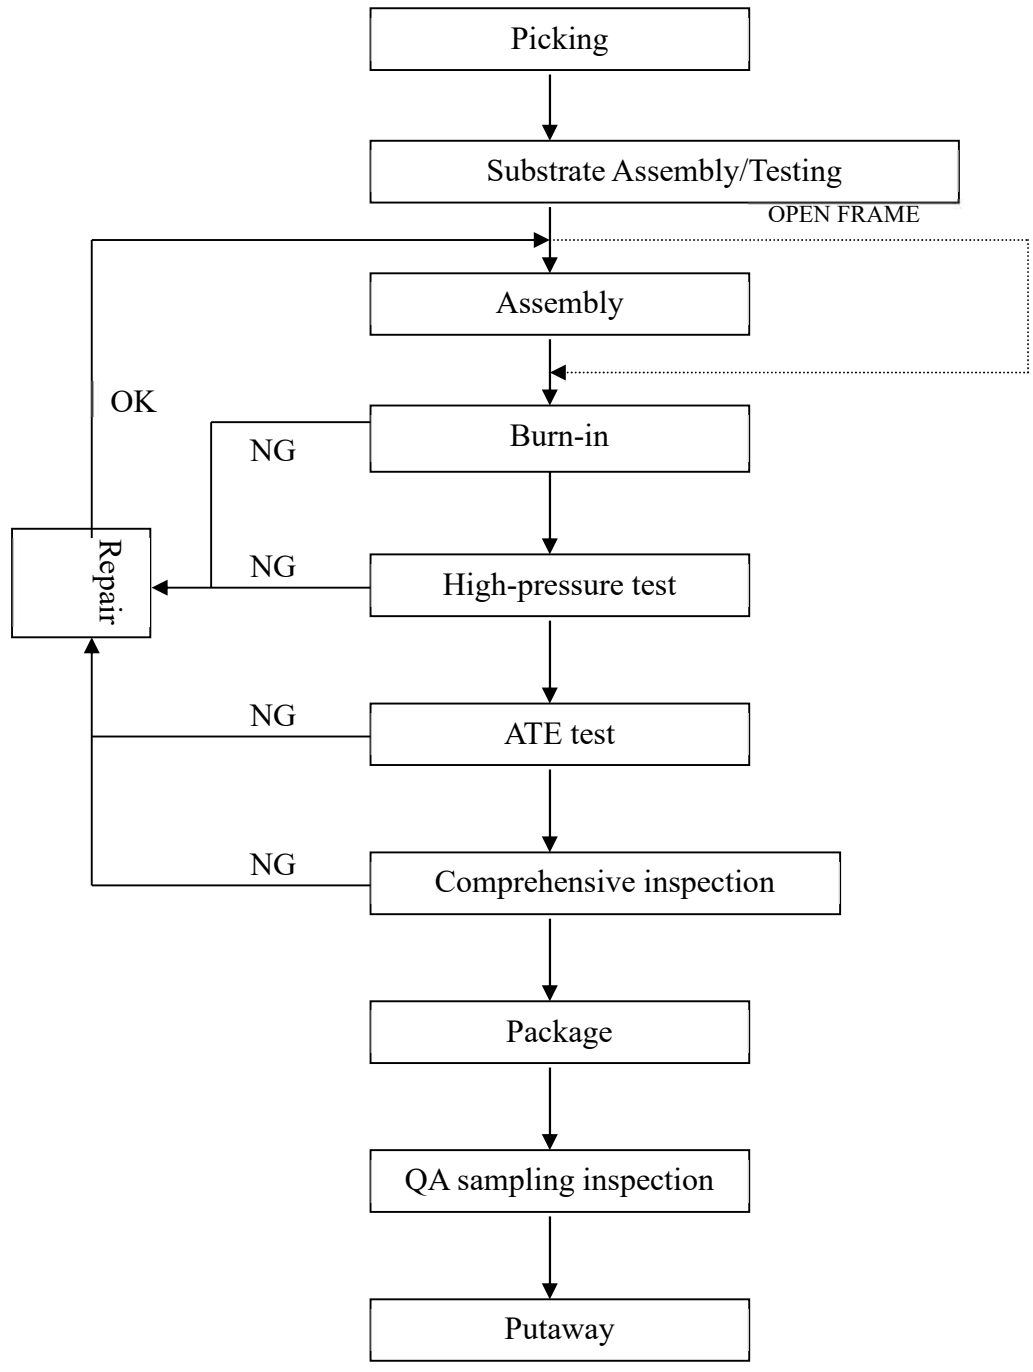 Picking
Substrate Assembly/Testing
OPEN FRAME
Assembly
OK
Burn-in
NG
Repair
NG
High-pressure test
NG
ATE test
NG
Comprehensive inspection
Package
QA sampling inspection
Putaway